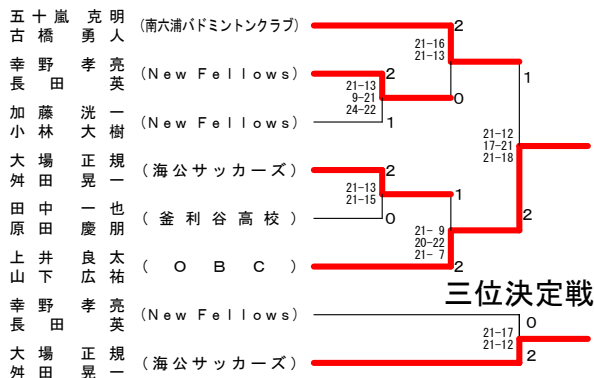 五十嵐 克明 (南六浦バドミントンクラブ) 2
古橋 勇人
21-16
21-13
幸野 孝亮 (New Fellows) 2
長田 英
21-13
9-21
24-22
0
1
加藤 洸一 (New Fellows) 1
小林 大樹
21-12
17-21
21-18
大場 正規 (海公サッカーズ) 2
舛田 晃一
21-13
21-15
1
田中 一也 (釜利谷高校) 0
原田 慶朋
21- 9
20-22
21- 7
2
上井 良太 (OBC) 2
山下 広祐
三位決定戦
幸野 孝亮 (New Fellows) 0
長田 英
21-17
21-12
大場 正規 (海公サッカーズ) 2
舛田 晃一